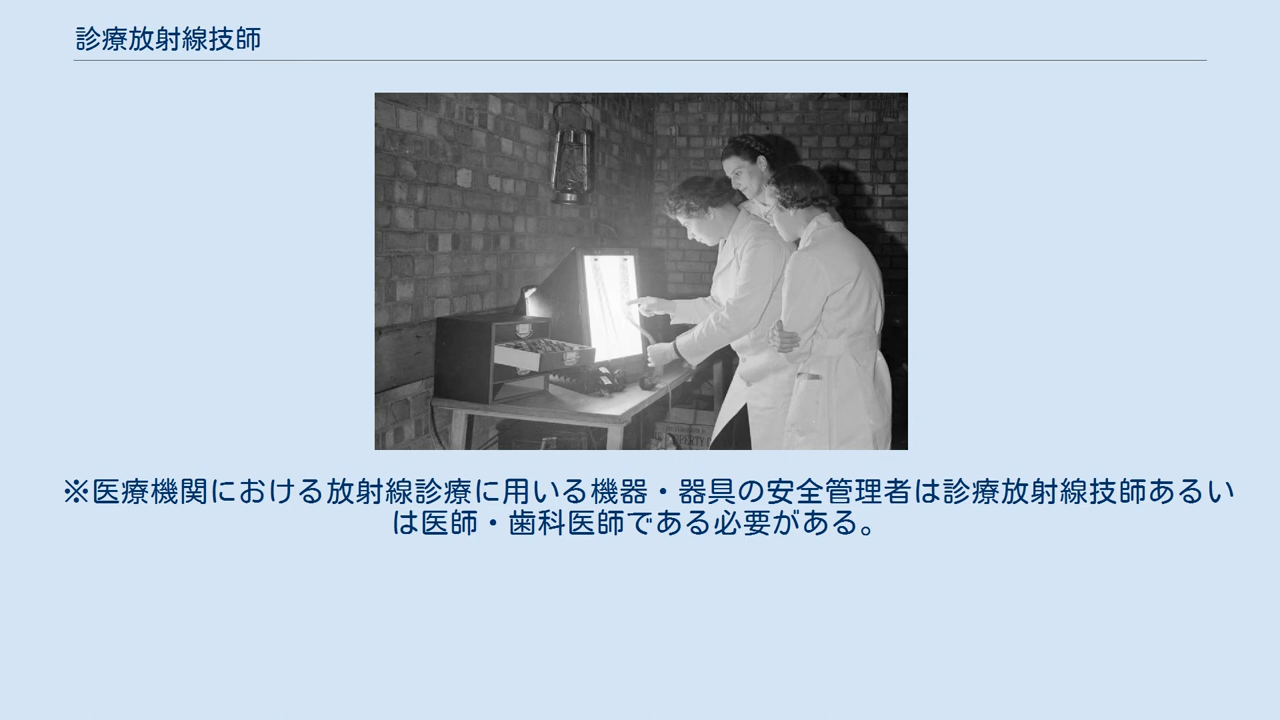 診療放射線技師
※医療機関における放射線診療に用いる機器・器具の安全管理者は診療放射線技師あるい
は医師・歯科医師である必要がある。